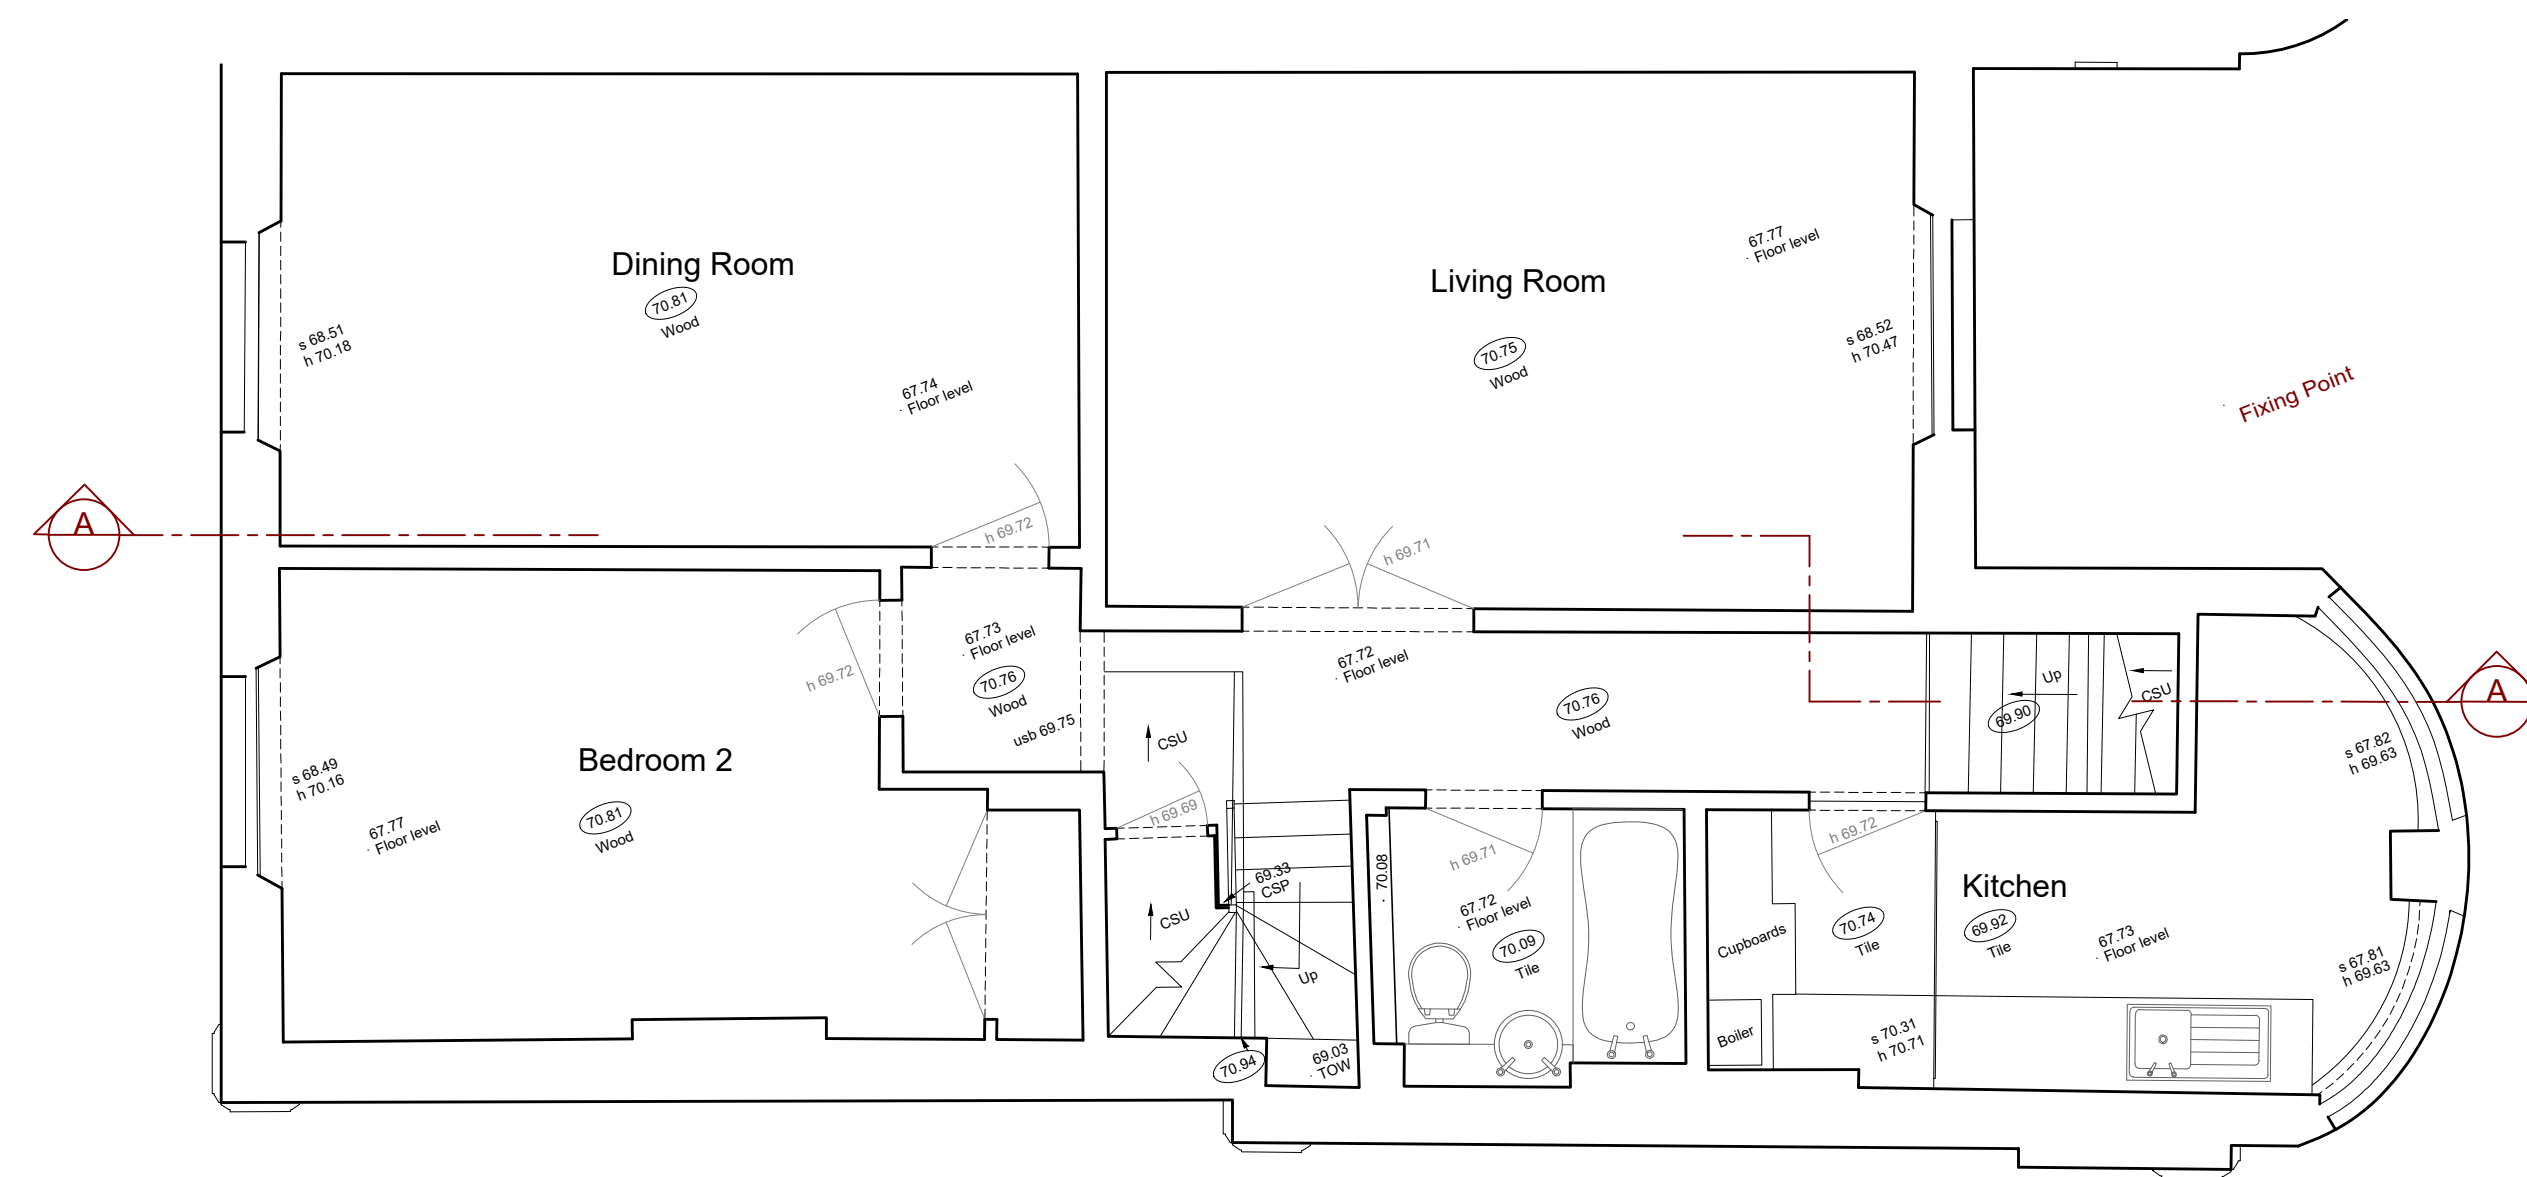 Dining Room
70.81
Wood
s 68.51
h 70.18
67.74
Floor level
h 69.72
Living Room
70.75
Wood
67.77
Floor level
s 68.52
h 70.47
h 69.71
Fixing Point
A
A
Bedroom 2
70.81
Wood
s 68.49
h 70.16
67.77
Floor level
h 69.72
67.73
Floor level
70.76
Wood
usb 69.75
67.72
Floor level
70.76
Wood
Up
CSU
69.90
CSU
h 69.69
CSU
69.33
CSP
Up
70.94
69.03
TOW
70.08
h 69.71
67.72
Floor level
70.09
Tile
Kitchen
h 69.72
Cupboards
Boiler
70.74
Tile
69.92
Tile
67.73
Floor level
s 70.31
h 70.71
s 67.82
h 69.63
s 67.81
h 69.63